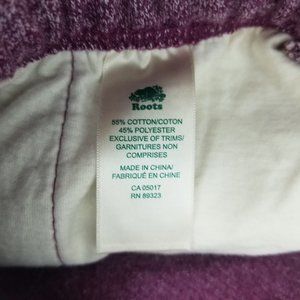 Roots
55% COTTON/COTON
45% POLYESTER
EXCLUSIVE OF TRIMS/
GARNITURES NON
COMPRISES
MADE IN CHINA/
FABRIQUÉ EN CHINE
CA 05017
RN 89323